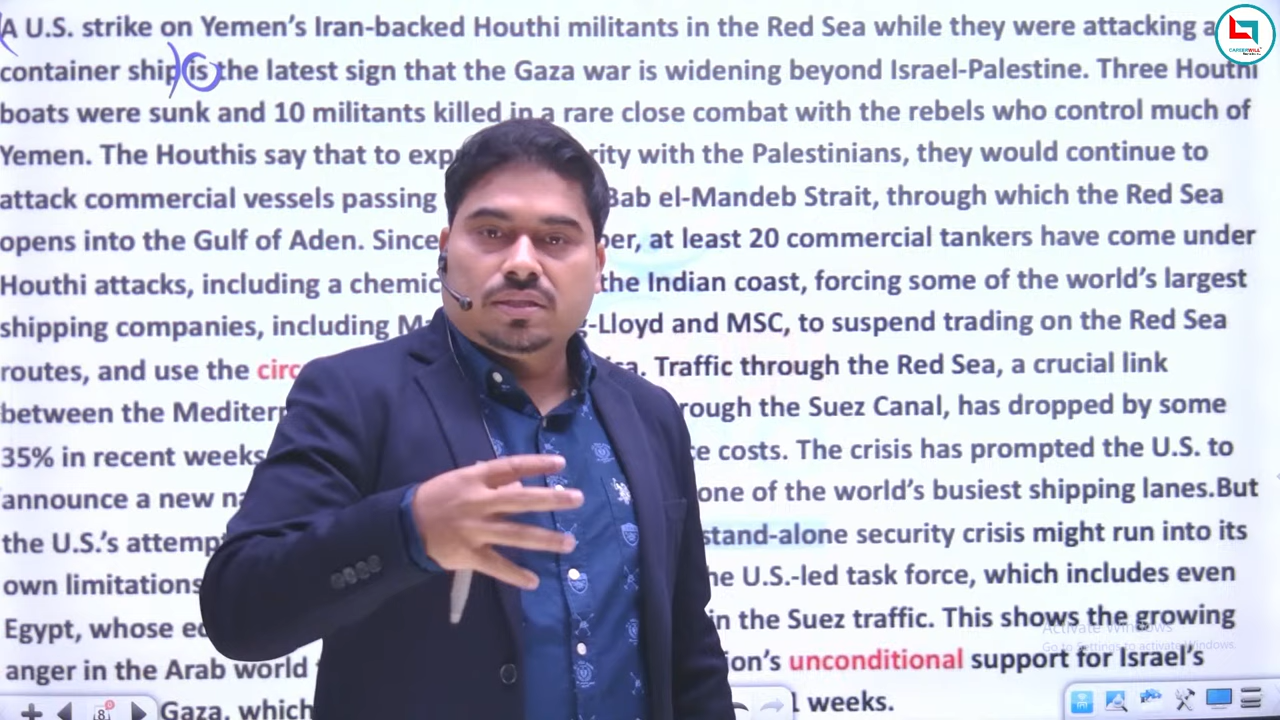 A U.S. strike on Yemen's Iran-backed Houthi militants in the Red Sea while they were attacking a
container ship is the latest sign that the Gaza war is widening beyond Israel-Palestine. Three Houthi
boats were sunk and 10 militants killed in a rare close combat with the rebels who control much of
Yemen. The Houthis say that to with the Palestinians, they would continue to
attack commercial vessels passing Bab el-Mandeb Strait, through which the Red Sea
opens into the Gulf of Aden. Since at least 20 commercial tankers have come under
Houthi attacks, including a the Indian coast, forcing some of the world's largest
shipping companies, including -Lloyd and MSC, to suspend trading on the Red Sea
routes, and use the Traffic through the Red Sea, a crucial link
between the the Suez Canal, has dropped by some
35% in recent weeks costs. The crisis has prompted the U.S. to
announce a new one of the world's busiest shipping lanes.But
the U.S.'s stand-alone security crisis might run into its
own limitations U.S.-led task force, which includes even
Egypt, whose in the Suez traffic. This shows the growing
anger in the Arab world unconditional support for Israel's
Gaza, which weeks.
CAREERWILL
Activate Windows
Go to Settings to activate Windows.
8